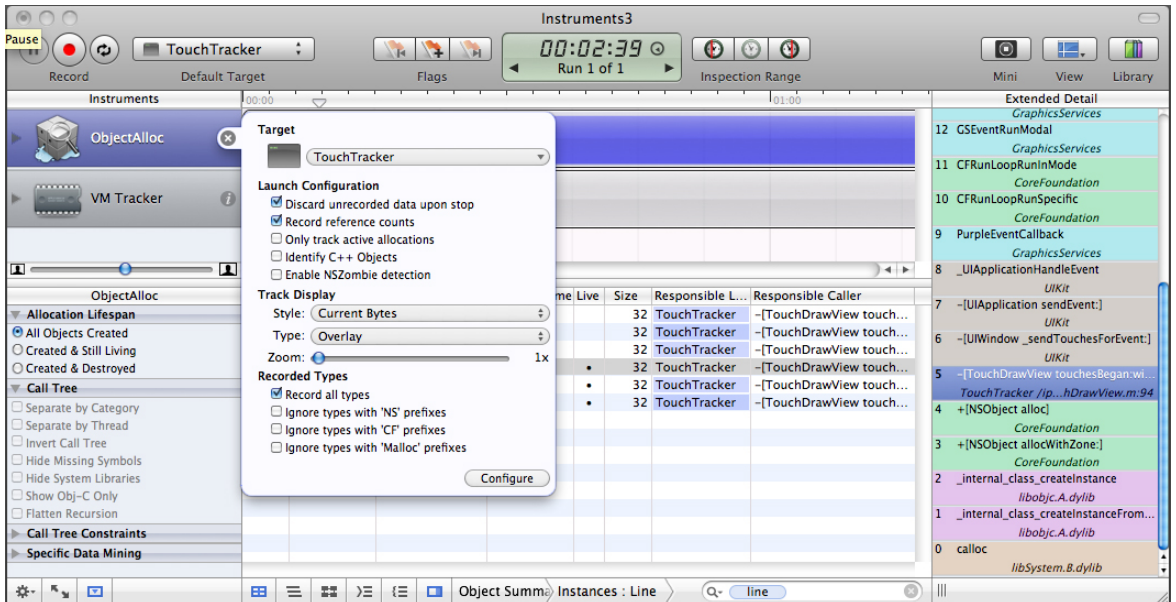 Instruments3
Pause
TouchTracker
00:02:39
Run 1 of 1
Record
Default Target
Flags
Inspection Range
Mini
View
Library
Instruments
00:00
01:00
Extended Detail
ObjectAlloc
VM Tracker
Target
TouchTracker
Launch Configuration
Discard unrecorded data upon stop
Record reference counts
Only track active allocations
Identify C++ Objects
Enable NSZombie detection
Track Display
Style: Current Bytes
Type: Overlay
Zoom: 1x
Recorded Types
Record all types
Ignore types with 'NS' prefixes
Ignore types with 'CF' prefixes
Ignore types with 'Malloc' prefixes
Configure
ObjectAlloc
Allocation Lifespan
All Objects Created
Created & Still Living
Created & Destroyed
Call Tree
Separate by Category
Separate by Thread
Invert Call Tree
Hide Missing Symbols
Hide System Libraries
Show Obj-C Only
Flatten Recursion
Call Tree Constraints
Specific Data Mining
me Live Size Responsible L... Responsible Caller
32 TouchTracker -[TouchDrawView touch...
32 TouchTracker -[TouchDrawView touch...
32 TouchTracker -[TouchDrawView touch...
• 32 TouchTracker -[TouchDrawView touch...
• 32 TouchTracker -[TouchDrawView touch...
• 32 TouchTracker -[TouchDrawView touch...
GraphicsServices
12 GSEventRunModal
GraphicsServices
11 CFRunLoopRunInMode
CoreFoundation
10 CFRunLoopRunSpecific
CoreFoundation
9 PurpleEventCallback
GraphicsServices
8 _UIApplicationHandleEvent
UIKit
7 -[UIApplication sendEvent:]
UIKit
6 -[UIWindow _sendTouchesForEvent:]
UIKit
5 -[TouchDrawView touchesBegan:wi...
TouchTracker /ip...hDrawView.m:94
4 +[NSObject alloc]
CoreFoundation
3 +[NSObject allocWithZone:]
CoreFoundation
2 _internal_class_createInstance
libobjc.A.dylib
1 _internal_class_createInstanceFrom...
libobjc.A.dylib
0 calloc
libSystem.B.dylib
Object Summa Instances : Line
line